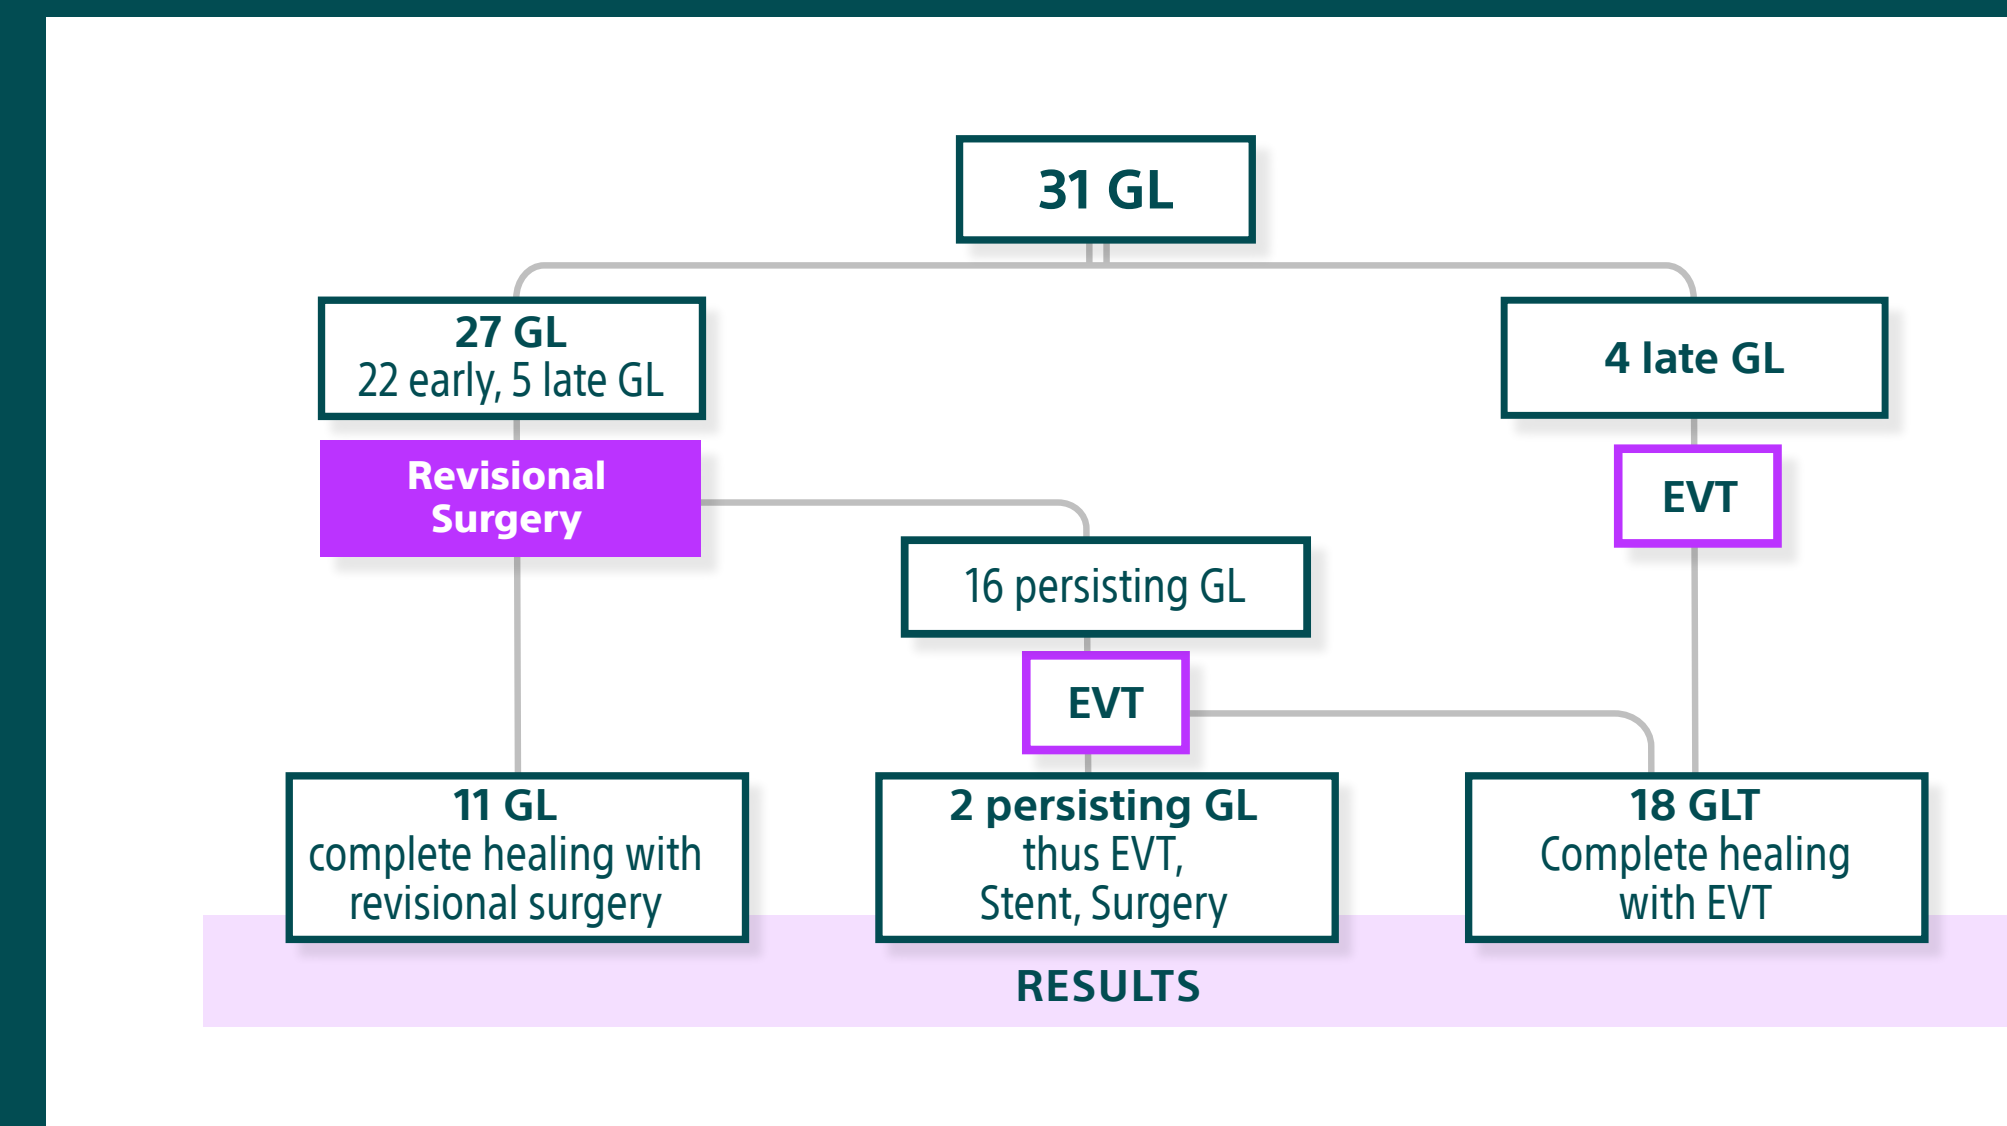 31 GL
27 GL
22 early, 5 late GL
4 late GL
Revisional
Surgery
EVT
16 persisting GL
EVT
11 GL
complete healing with
revisional surgery
2 persisting GL
thus EVT,
Stent, Surgery
18 GLT
Complete healing
with EVT
RESULTS